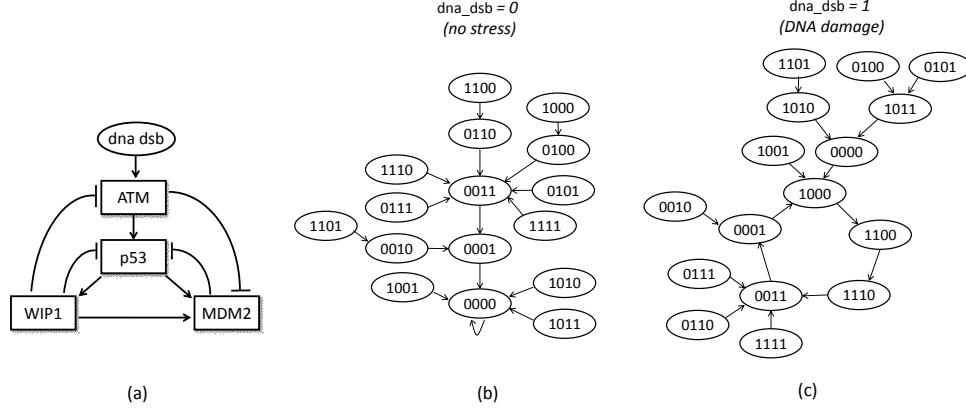 dna_dsb = 0
(no stress)
dna_dsb = 1
(DNA damage)
dna dsb
ATM
p53
WIP1
MDM2
(a)
1100
1000
0110
0100
1110
0011
0101
0111
1111
1101
0010
0001
1001
1010
0000
1011
(b)
1101
0100
0101
1010
1011
1001
0000
1000
0010
0001
1100
0111
0011
1110
0110
1111
(c)